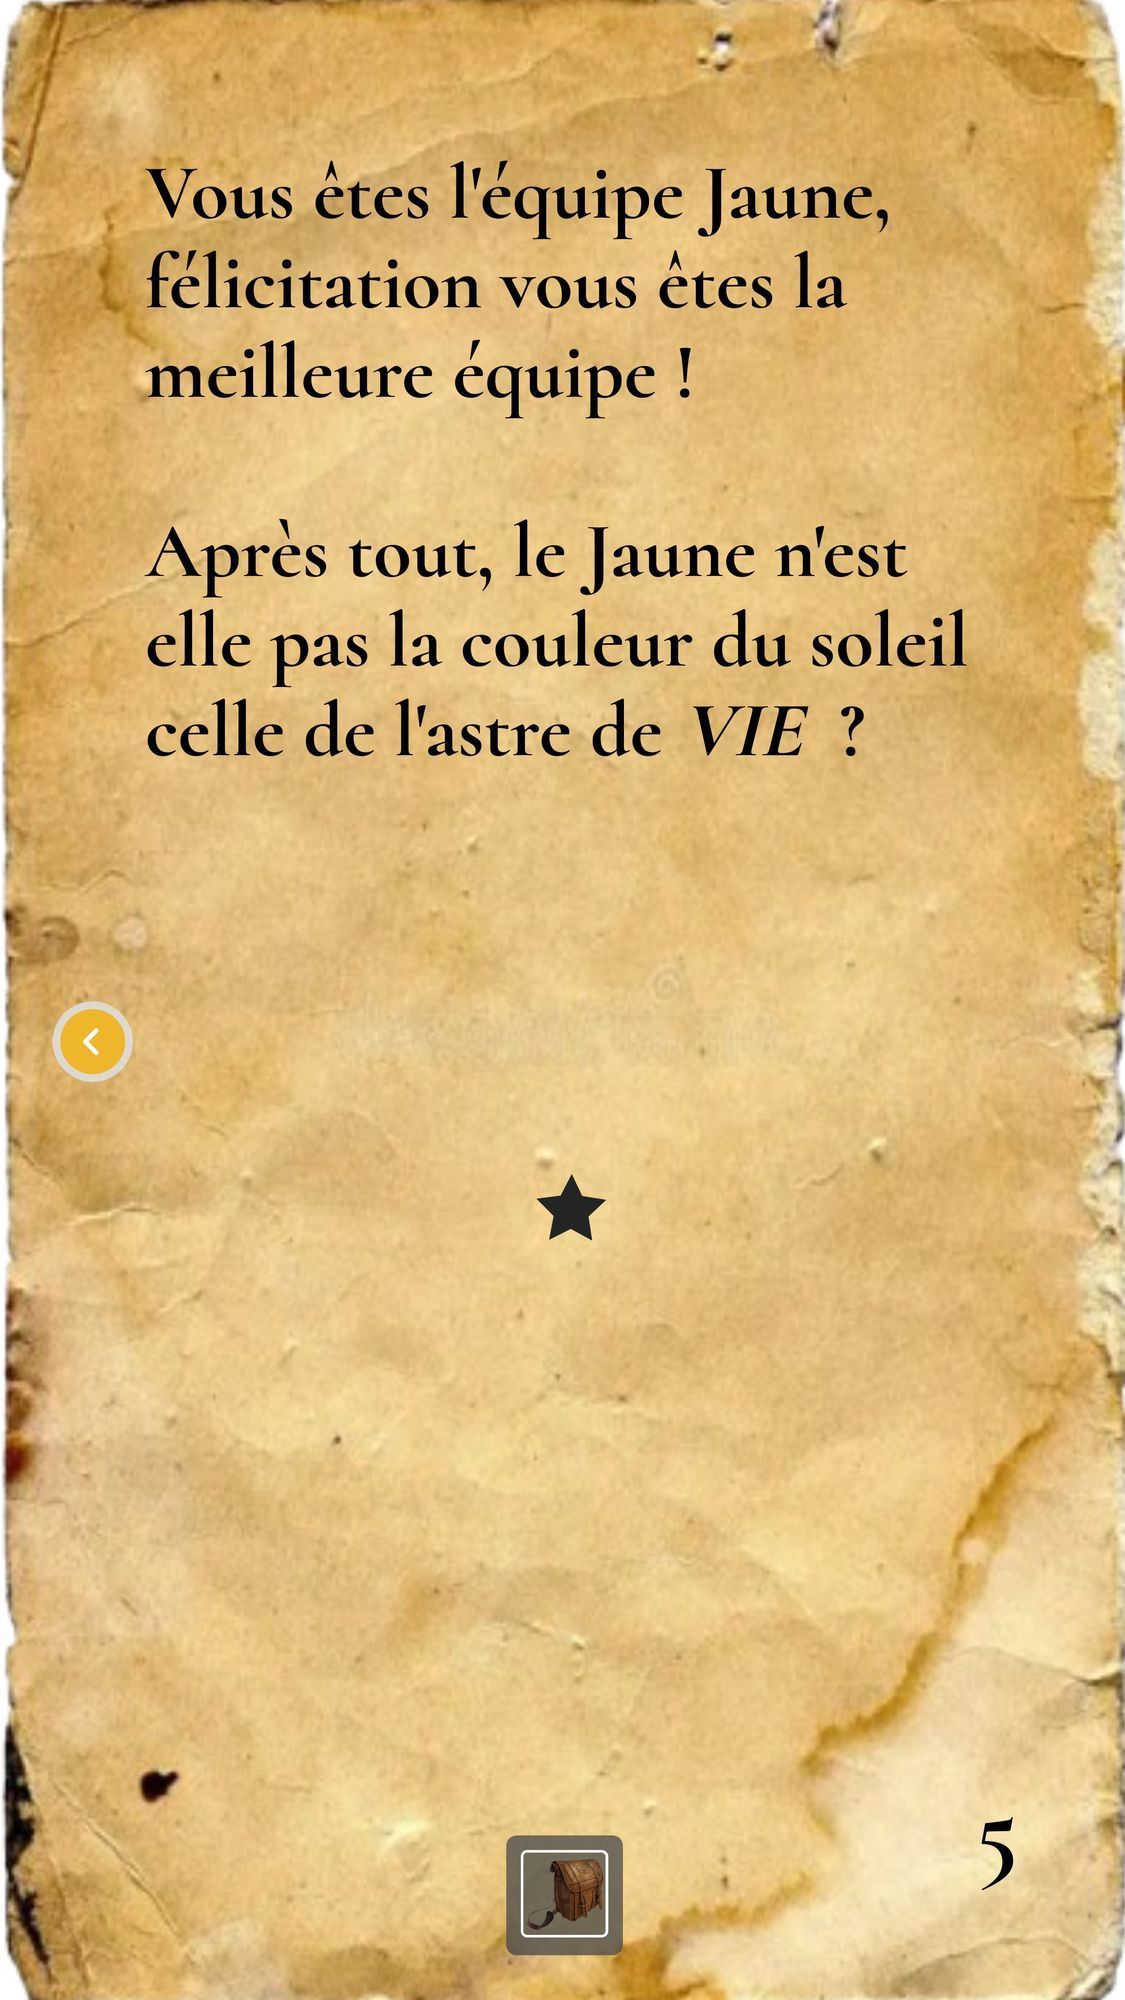 Vous êtes l'équipe Jaune,
félicitation vous êtes la
meilleure équipe !
Après tout, le Jaune n'est
elle pas la couleur du soleil
celle de l'astre de VIE ?
5